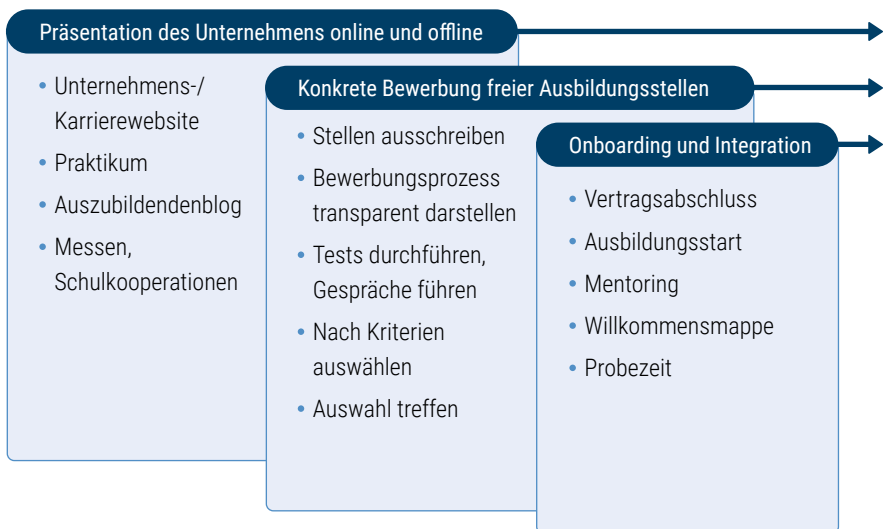 Präsentation des Unternehmens online und offline
• Unternehmens-/
Karrierewebsite
• Praktikum
• Auszubildendenblog
• Messen,
Schulkooperationen
Konkrete Bewerbung freier Ausbildungsstellen
• Stellen ausschreiben
• Bewerbungsprozess
transparent darstellen
• Tests durchführen,
Gespräche führen
• Nach Kriterien
auswählen
• Auswahl treffen
Onboarding und Integration
• Vertragsabschluss
• Ausbildungsstart
• Mentoring
• Willkommensmappe
• Probezeit